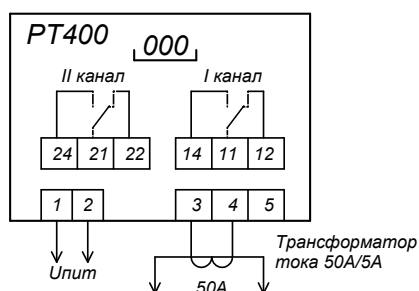 РТ400
000
II канал
I канал
24 21 22
14 11 12
1 2
3 4 5
Uпит
50А
Трансформатор
тока 50А/5А